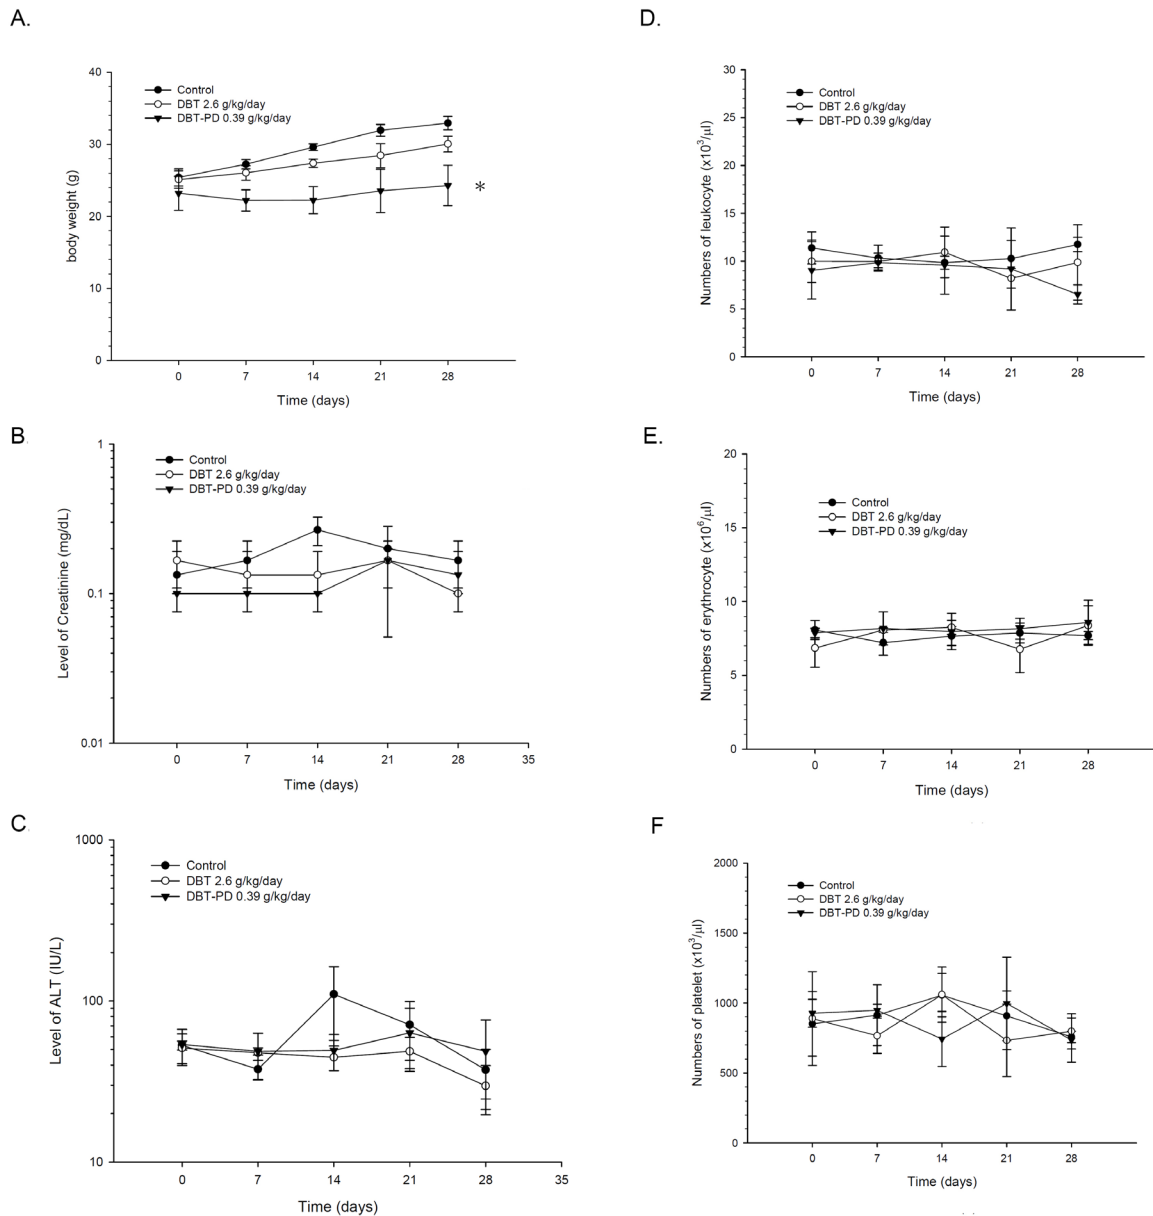 A.
40
30
20
10
0
body weight (g)
Control
DBT 2.6 g/kg/day
DBT-PD 0.39 g/kg/day
*
0 7 14 21 28
Time (days)
B.
1
0.1
0.01
Level of Creatinine (mg/dL)
Control
DBT 2.6 g/kg/day
DBT-PD 0.39 g/kg/day
0 7 14 21 28 35
Time (days)
C.
1000
100
10
Level of ALT (IU/L)
Control
DBT 2.6 g/kg/day
DBT-PD 0.39 g/kg/day
0 7 14 21 28 35
Time (days)
D.
30
25
20
15
10
5
0
Numbers of leukocyte (x10³/µl)
Control
DBT 2.6 g/kg/day
DBT-PD 0.39 g/kg/day
0 7 14 21 28
Time (days)
E.
20
15
10
5
0
Numbers of erythrocyte (x10⁶/µl)
Control
DBT 2.6 g/kg/day
DBT-PD 0.39 g/kg/day
0 7 14 21 28
Time (days)
F
2000
1500
1000
500
0
Numbers of platelet (x10³/µl)
Control
DBT 2.6 g/kg/day
DBT-PD 0.39 g/kg/day
0 7 14 21 28
Time (days)